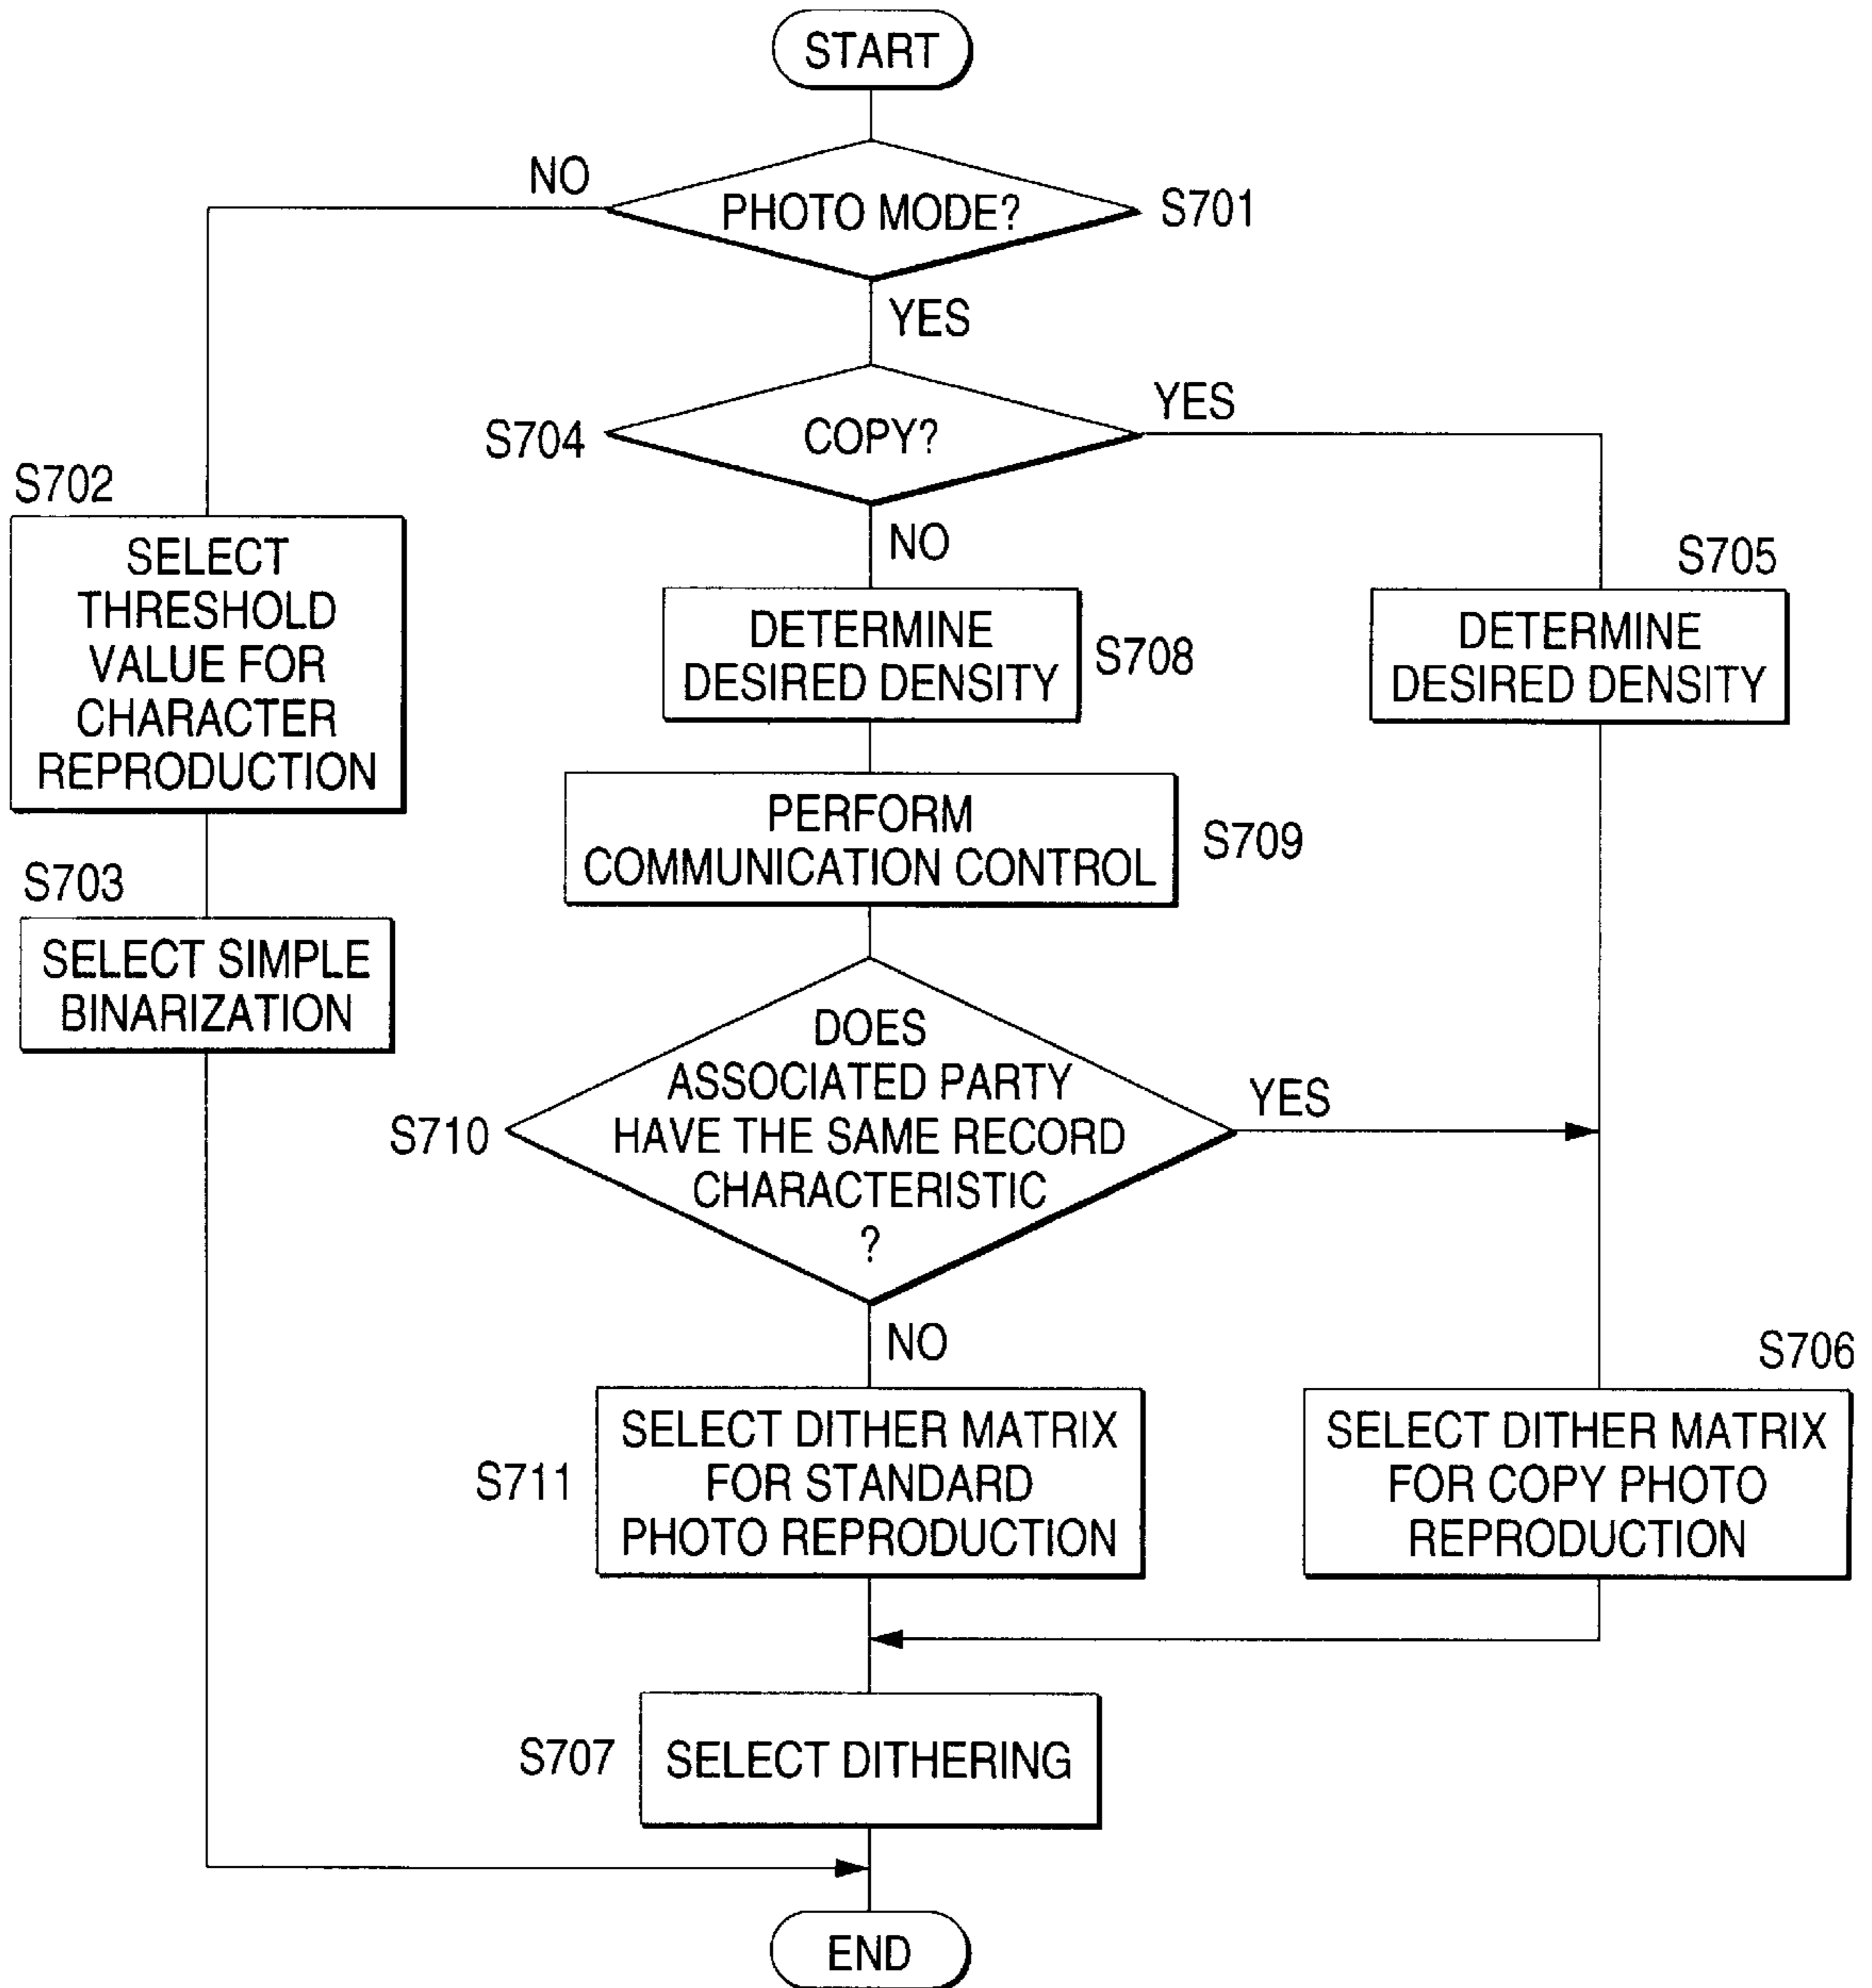 START
NO
PHOTO MODE?
S701
YES
S704
COPY?
YES
S702
NO
S705
SELECT
THRESHOLD
VALUE FOR
CHARACTER
REPRODUCTION
DETERMINE
DESIRED DENSITY
S708
DETERMINE
DESIRED DENSITY
PERFORM
COMMUNICATION CONTROL
S709
S703
SELECT SIMPLE
BINARIZATION
DOES
ASSOCIATED PARTY
HAVE THE SAME RECORD
CHARACTERISTIC
?
S710
YES
NO
S706
S711
SELECT DITHER MATRIX
FOR STANDARD
PHOTO REPRODUCTION
SELECT DITHER MATRIX
FOR COPY PHOTO
REPRODUCTION
S707
SELECT DITHERING
END